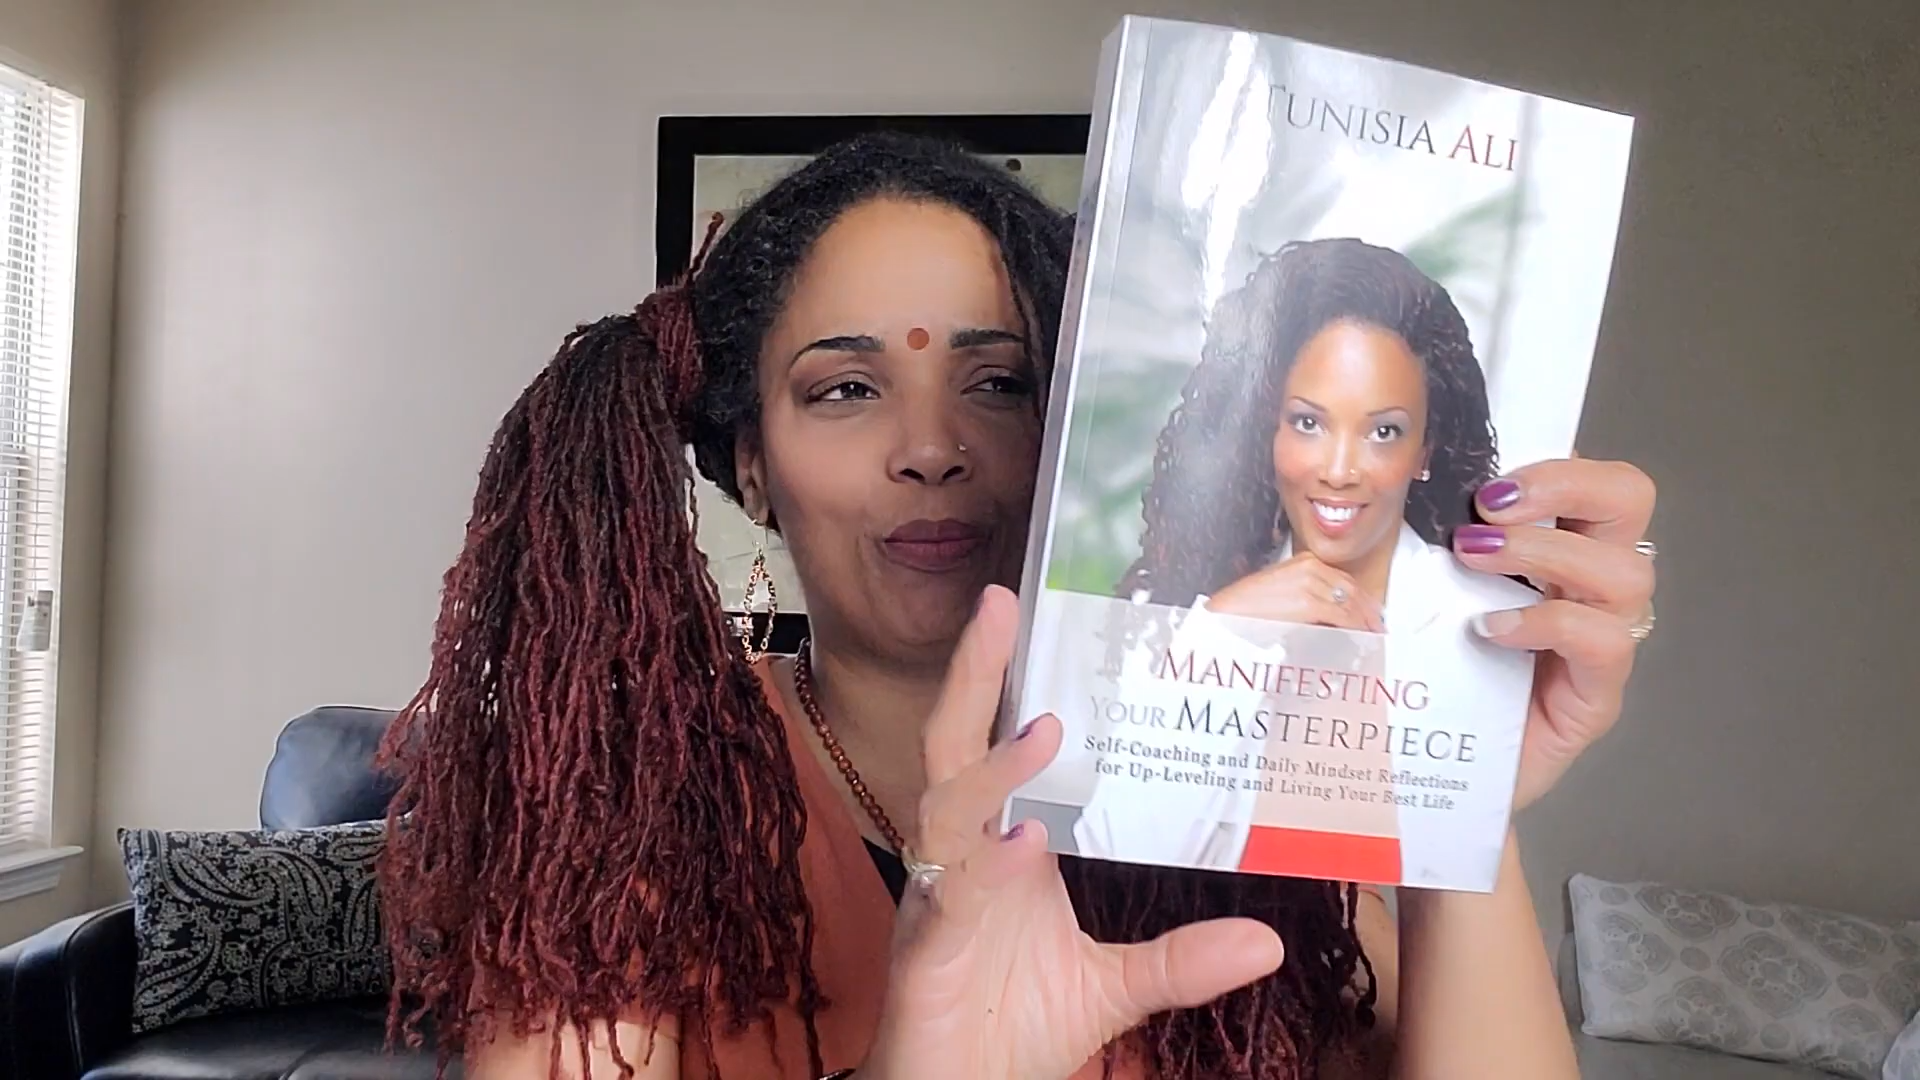 TUNISIA ALI
MANIFESTING
YOUR MASTERPIECE
Self-Coaching and Daily Mindset Reflections
for Up-Leveling and Living Your Best Life